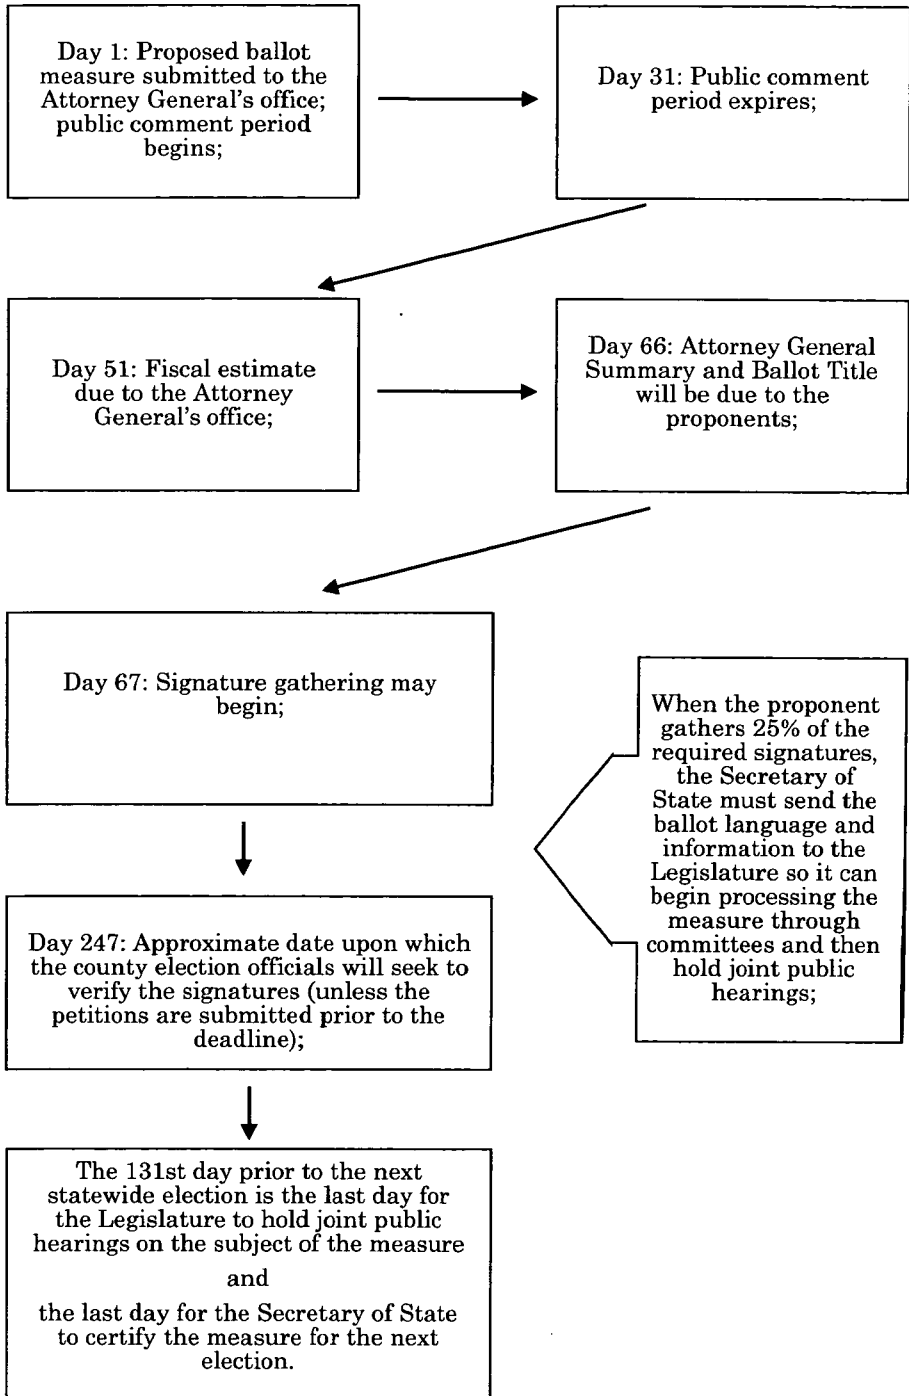 Day 1: Proposed ballot
measure submitted to the
Attorney General's office;
public comment period
begins;
Day 31: Public comment
period expires;
Day 51: Fiscal estimate
due to the Attorney
General's office;
Day 66: Attorney General
Summary and Ballot Title
will be due to the
proponents;
Day 67: Signature gathering may
begin;
When the proponent
gathers 25% of the
required signatures,
the Secretary of
State must send the
ballot language and
information to the
Legislature so it can
begin processing the
measure through
committees and then
hold joint public
hearings;
Day 247: Approximate date upon which
the county election officials will seek to
verify the signatures (unless the
petitions are submitted prior to the
deadline);
The 131st day prior to the next
statewide election is the last day for
the Legislature to hold joint public
hearings on the subject of the measure
and
the last day for the Secretary of State
to certify the measure for the next
election.